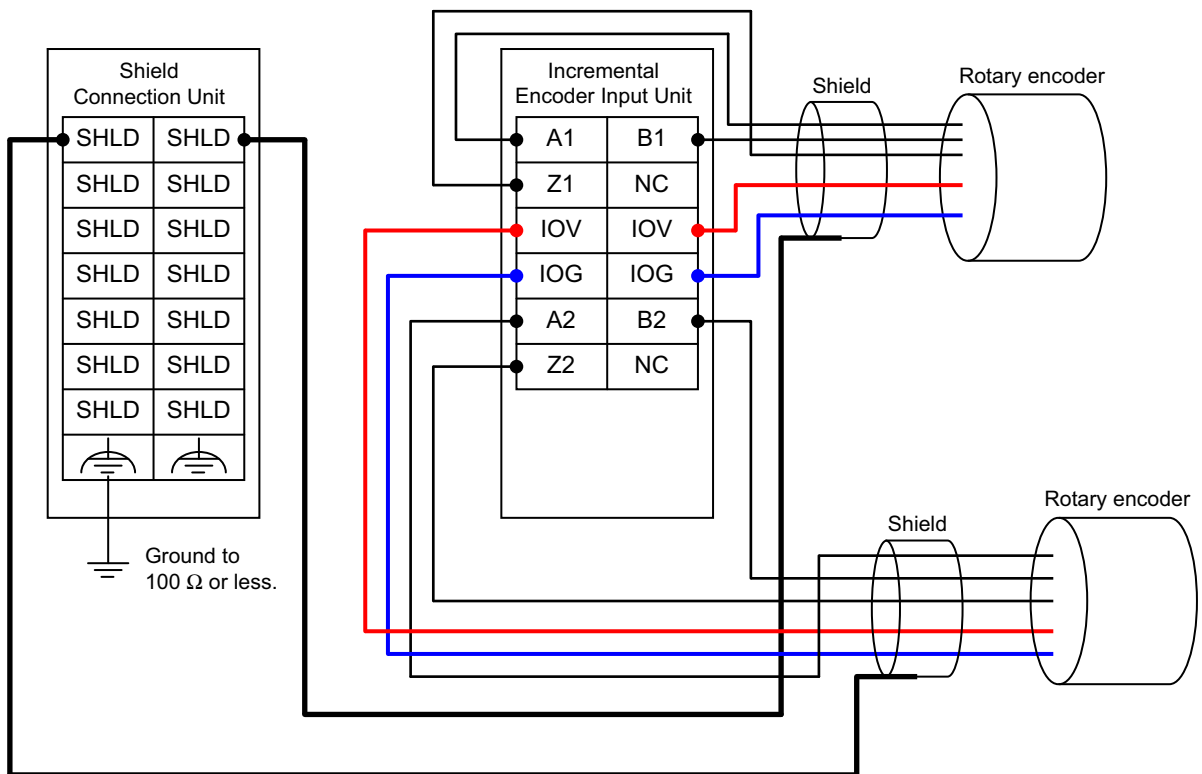 Shield
Connection Unit
SHLD SHLD
SHLD SHLD
SHLD SHLD
SHLD SHLD
SHLD SHLD
SHLD SHLD
SHLD SHLD
Ground to
100 Ω or less.
Incremental
Encoder Input Unit
A1 B1
Z1 NC
IOV IOV
IOG IOG
A2 B2
Z2 NC
Shield
Rotary encoder
Shield
Rotary encoder